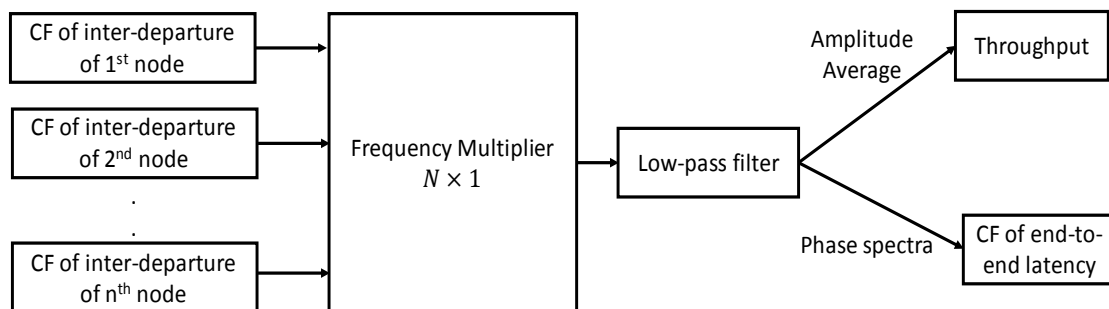 CF of inter-departure
of 1st node
CF of inter-departure
of 2nd node
.
.
CF of inter-departure
of nth node
Frequency Multiplier
N × 1
Low-pass filter
Amplitude
Average
Throughput
Phase spectra
CF of end-to-
end latency